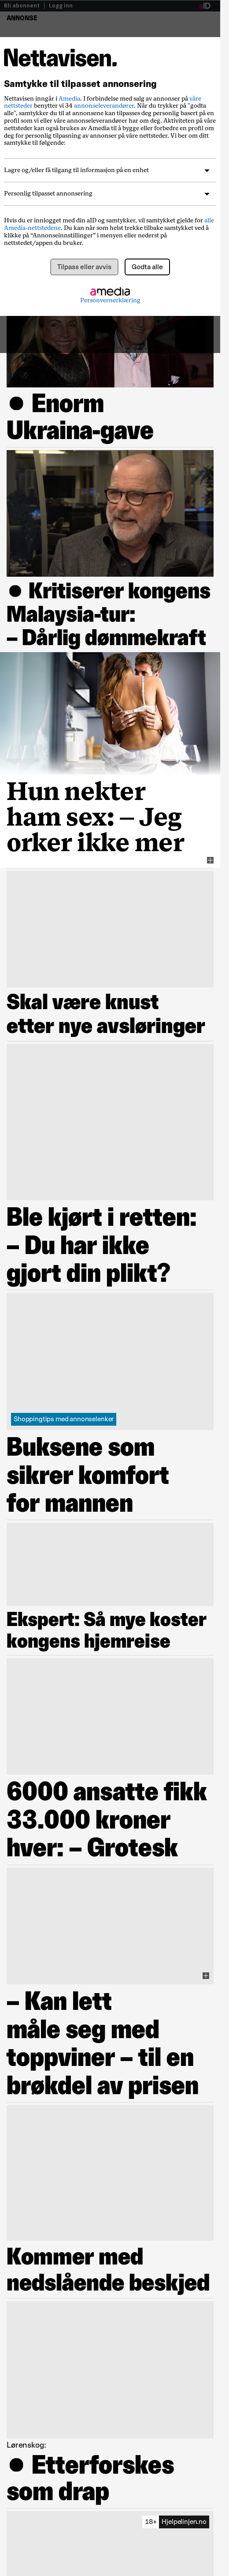 Bli abonnent | Logg inn
ANNONSE
Nettavisen.
Samtykke til tilpasset annonsering
Nettavisen inngår i Amedia. I forbindelse med salg av annonser på våre
nettsteder benytter vi 34 annonseleverandører. Når du trykker på "godta
alle", samtykker du til at annonsene kan tilpasses deg personlig basert på en
profil som vi eller annonseleverandørene lagrer om deg. Aktivitet på våre
nettsteder kan også brukes av Amedia til å bygge eller forbedre en profil om
deg for personlig tilpasning av annonser på våre nettsteder. Vi ber om ditt
samtykke til følgende:
Lagre og/eller få tilgang til informasjon på en enhet
Personlig tilpasset annonsering
Hvis du er innlogget med din aID og samtykker, vil samtykket gjelde for alle
Amedia-nettstedene. Du kan når som helst trekke tilbake samtykket ved å
klikke på “Annonseinnstillinger” i menyen eller nederst på
nettstedet/appen du bruker.
Tilpass eller avvis
Godta alle
amedia
Personvernerklæring
● Enorm
Ukraina-gave
● Kritiserer kongens
Malaysia-tur:
– Dårlig dømmekraft
Hun nekter
ham sex: – Jeg
orker ikke mer
Skal være knust
etter nye avsløringer
Ble kjørt i retten:
– Du har ikke
gjort din plikt?
Shoppingtips med annonselenker
Buksene som
sikrer komfort
for mannen
Ekspert: Så mye koster
kongens hjemreise
6000 ansatte fikk
33.000 kroner
hver: – Grotesk
– Kan lett
måle seg med
toppviner – til en
brøkdel av prisen
Kommer med
nedslående beskjed
Lørenskog:
● Etterforskes
som drap
18+ Hjelpelinjen.no